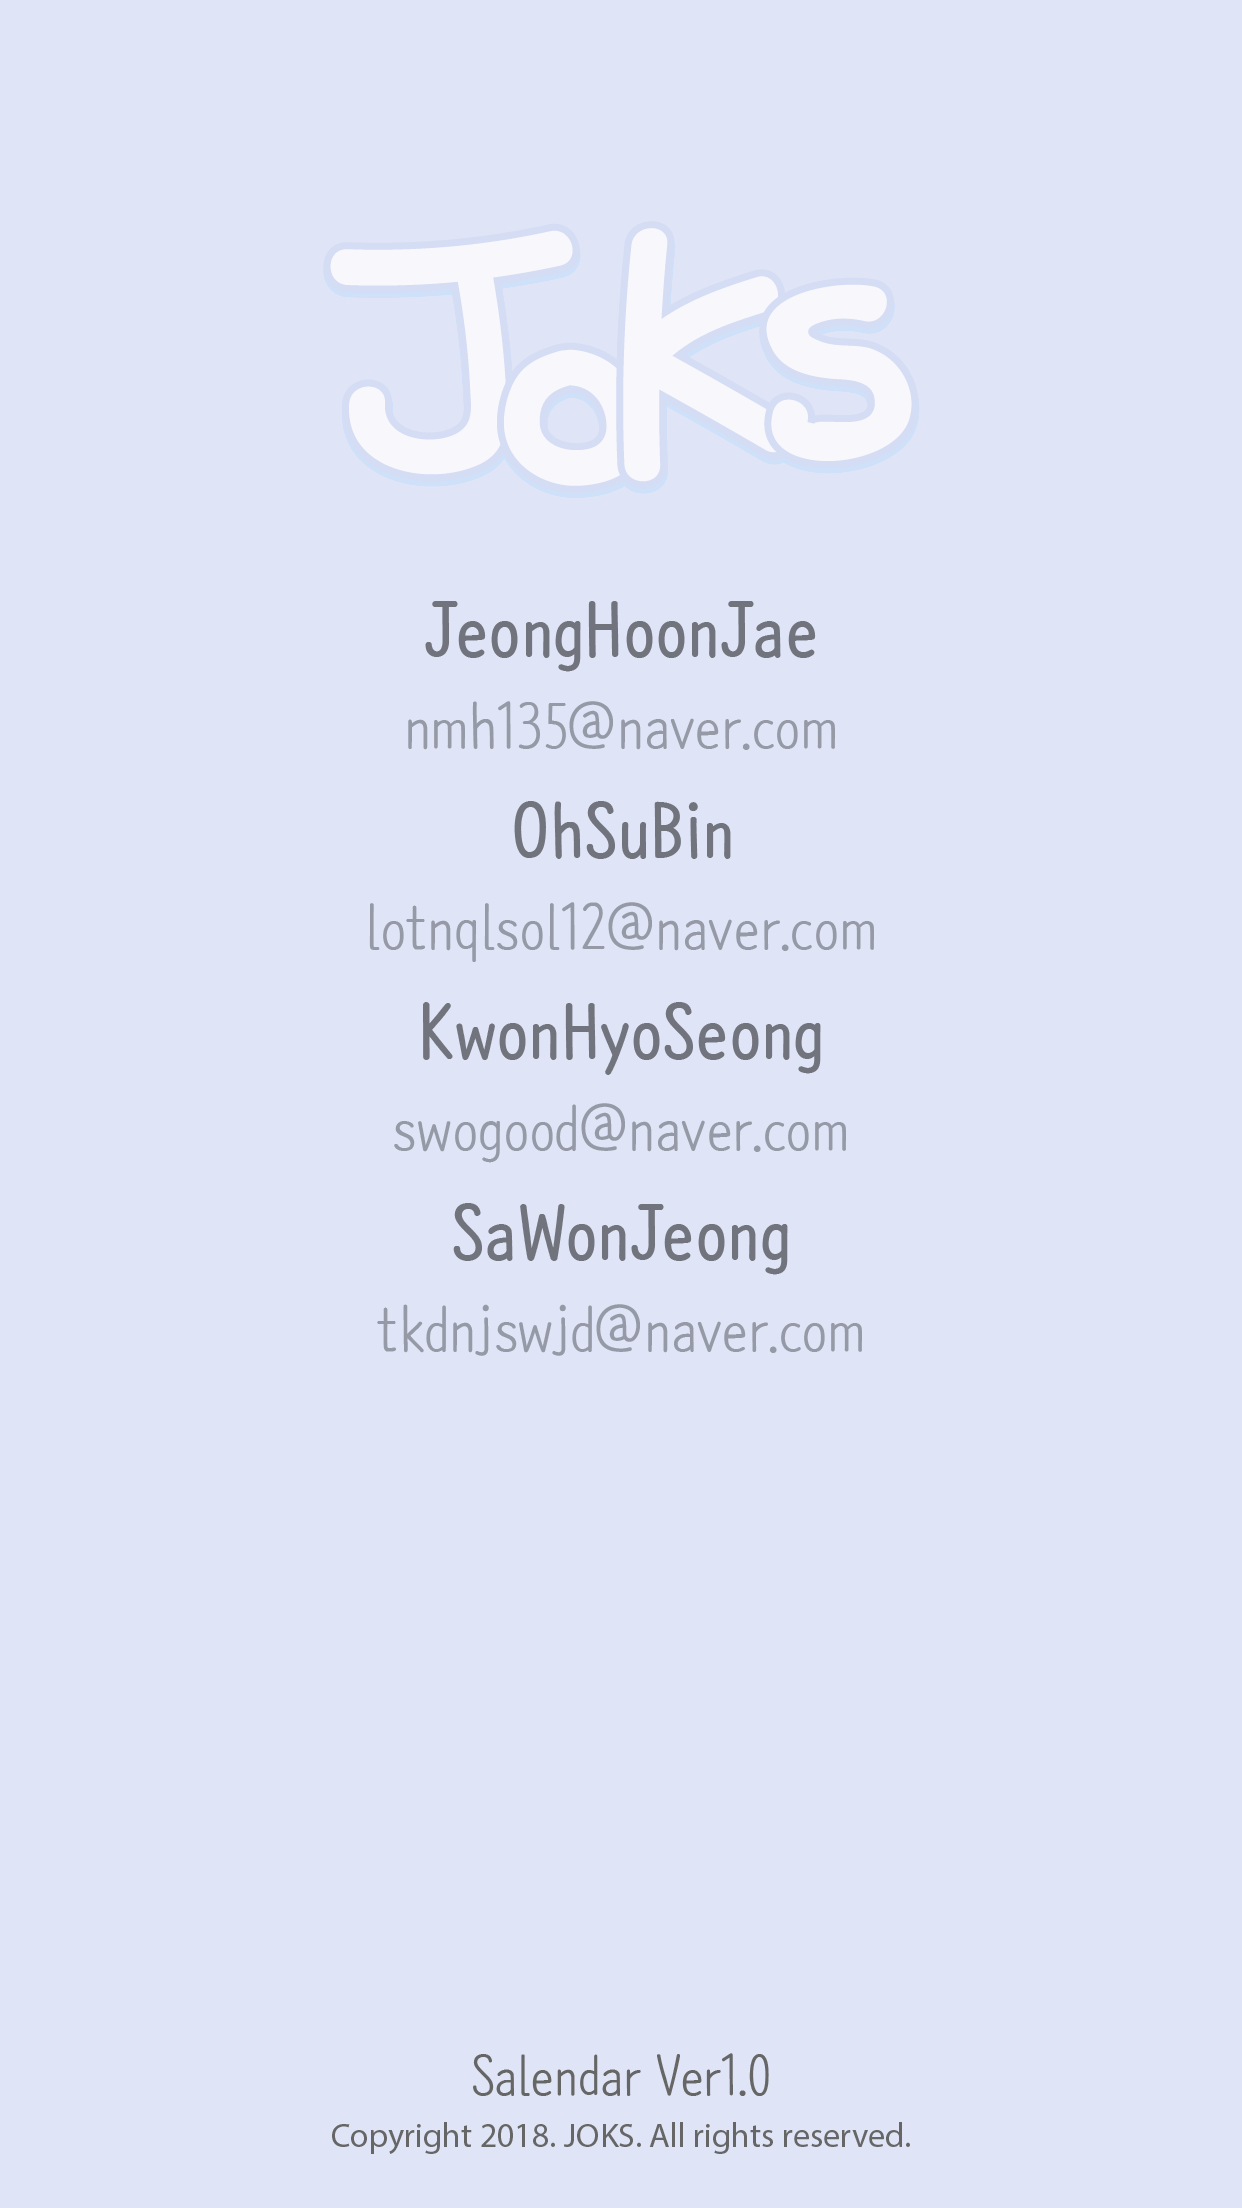 JoKs
JeongHoonJae
nmh135@naver.com
OhSuBin
lotnqlsol12@naver.com
KwonHyoSeong
swogood@naver.com
SaWonJeong
tkdnjswjd@naver.com
Salendar Ver1.0
Copyright 2018. JOKS. All rights reserved.